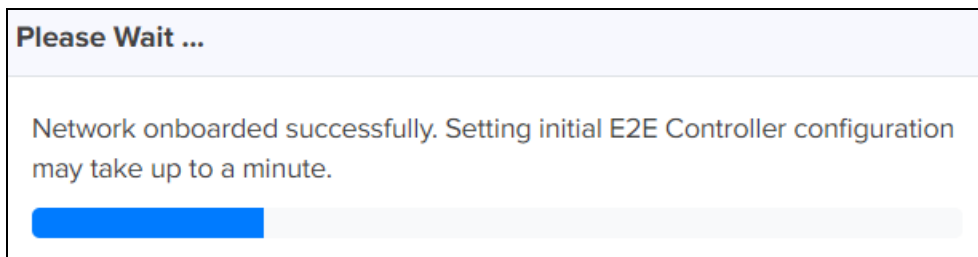 Please Wait ...
Network onboarded successfully. Setting initial E2E Controller configuration
may take up to a minute.